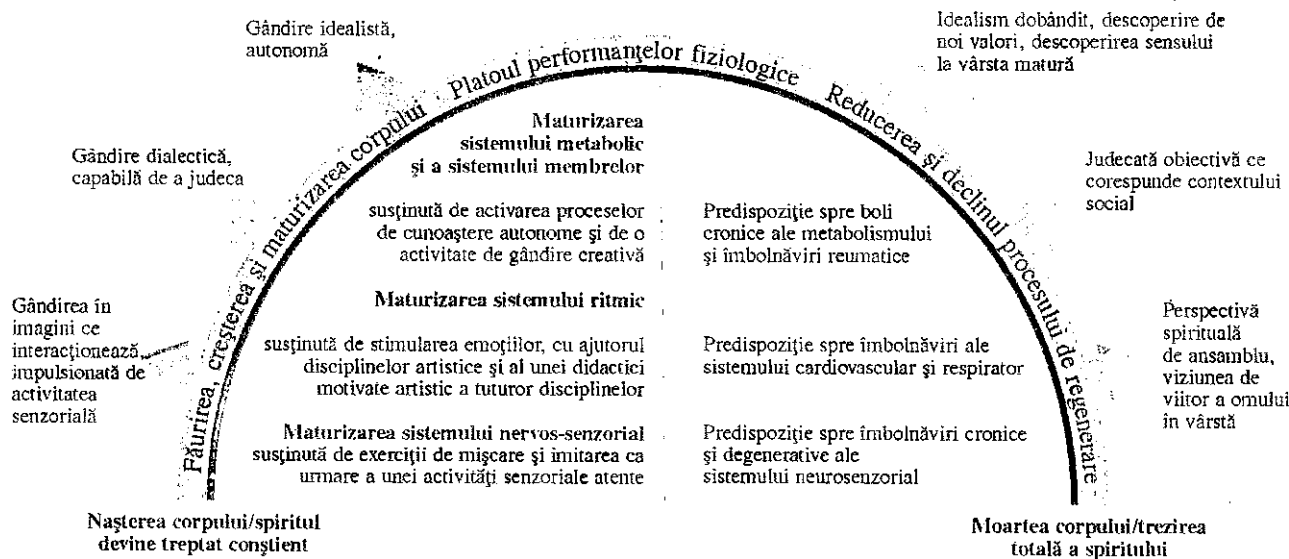 Gândire idealistă,
autonomă
Idealism dobândit, descoperire de
noi valori, descoperirea sensului
la vârsta matură
Făurirea, creşterea şi maturizarea corpului · Platoul performanţelor fiziologice Reducerea şi declinul procesului de regenerare
Gândire dialectică,
capabilă de a judeca
Judecată obiectivă ce
corespunde contextului
social
Gândirea în
imagini ce
interacţionează,
impulsionată de
activitatea
senzorială
Perspectivă
spirituală
de ansamblu,
viziunea de
viitor a omului
în vârstă
Maturizarea
sistemului metabolic
şi a sistemului membrelor
susţinută de activarea proceselor
de cunoaştere autonome şi de o
activitate de gândire creativă
Predispoziţie spre boli
cronice ale metabolismului
şi îmbolnăviri reumatice
Maturizarea sistemului ritmic
susţinută de stimularea emoţiilor, cu ajutorul
disciplinelor artistice şi al unei didactici
motivate artistic a tuturor disciplinelor
Predispoziţie spre îmbolnăviri ale
sistemului cardiovascular şi respirator
Maturizarea sistemului nervos-senzorial
susţinută de exerciţii de mişcare şi imitarea ca
urmare a unei activităţi senzoriale atente
Predispoziţie spre îmbolnăviri cronice
şi degenerative ale
sistemului neurosenzorial
Naşterea corpului/spiritul
devine treptat conştient
Moartea corpului/trezirea
totală a spiritului